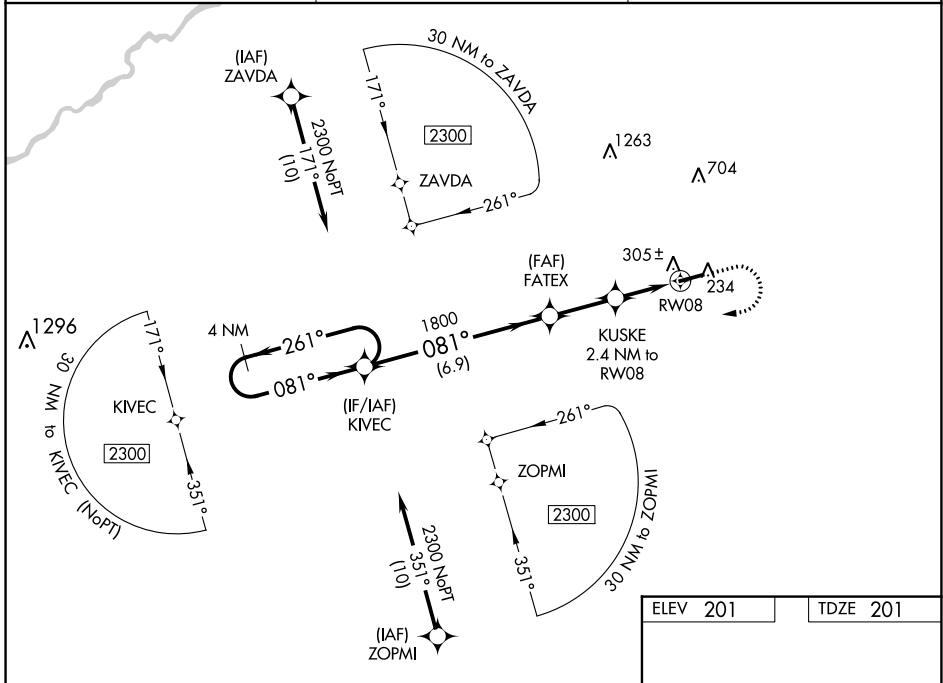 (IAF)
ZAVDA
2300 NoPT
171°
(10)
30 NM to ZAVDA
171°
2300
ZAVDA
261°
1263
704
305±
234
RW08
(FAF)
FATEX
KUSKE
2.4 NM to
RW08
1800
081°
(6.9)
4 NM
261°
081°
(IF/IAF)
KIVEC
1296
171°
KIVEC
2300
351°
30 NM to KIVEC (NoPT)
261°
ZOPMI
2300
351°
30 NM to ZOPMI
2300 NoPT
351°
(10)
(IAF)
ZOPMI
ELEV 201
TDZE 201